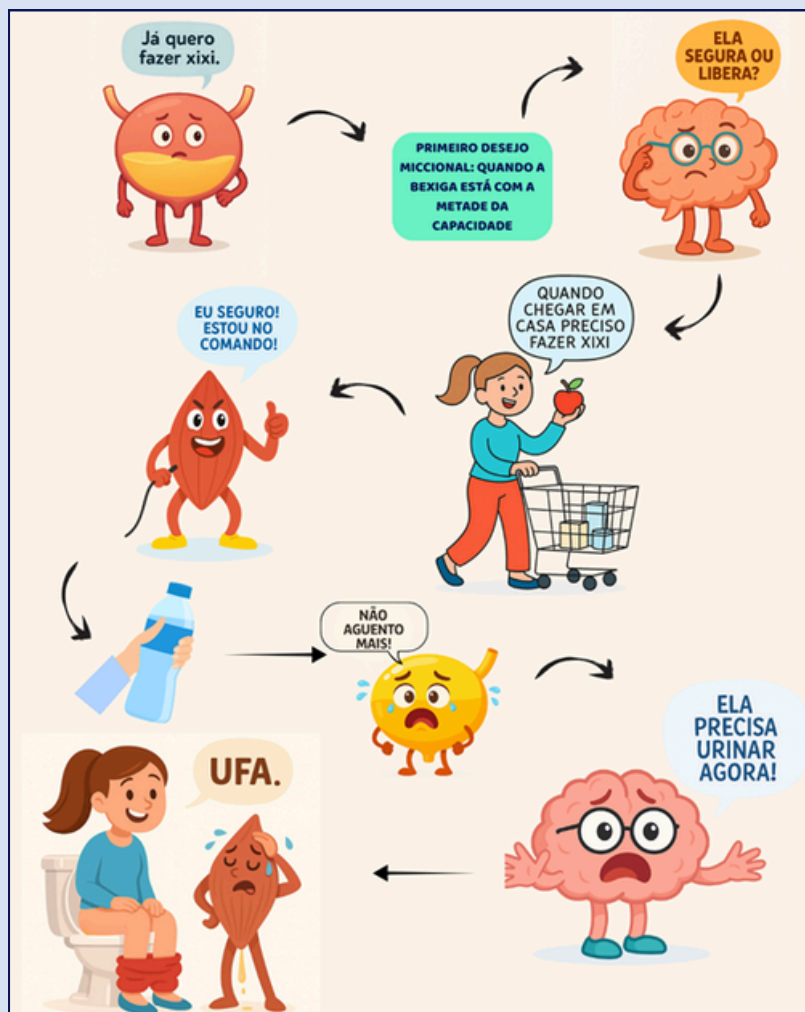 Já quero
fazer xixi.
PRIMEIRO DESEJO
MICCIONAL: QUANDO A
BEXIGA ESTÁ COM A
METADE DA
CAPACIDADE
ELA
SEGURA OU
LIBERA?
QUANDO
CHEGAR EM
CASA PRECISO
FAZER XIXI
EU SEGURO!
ESTOU NO
COMANDO!
NÃO
AGUENTO
MAIS!
ELA
PRECISA
URINAR
AGORA!
UFA.